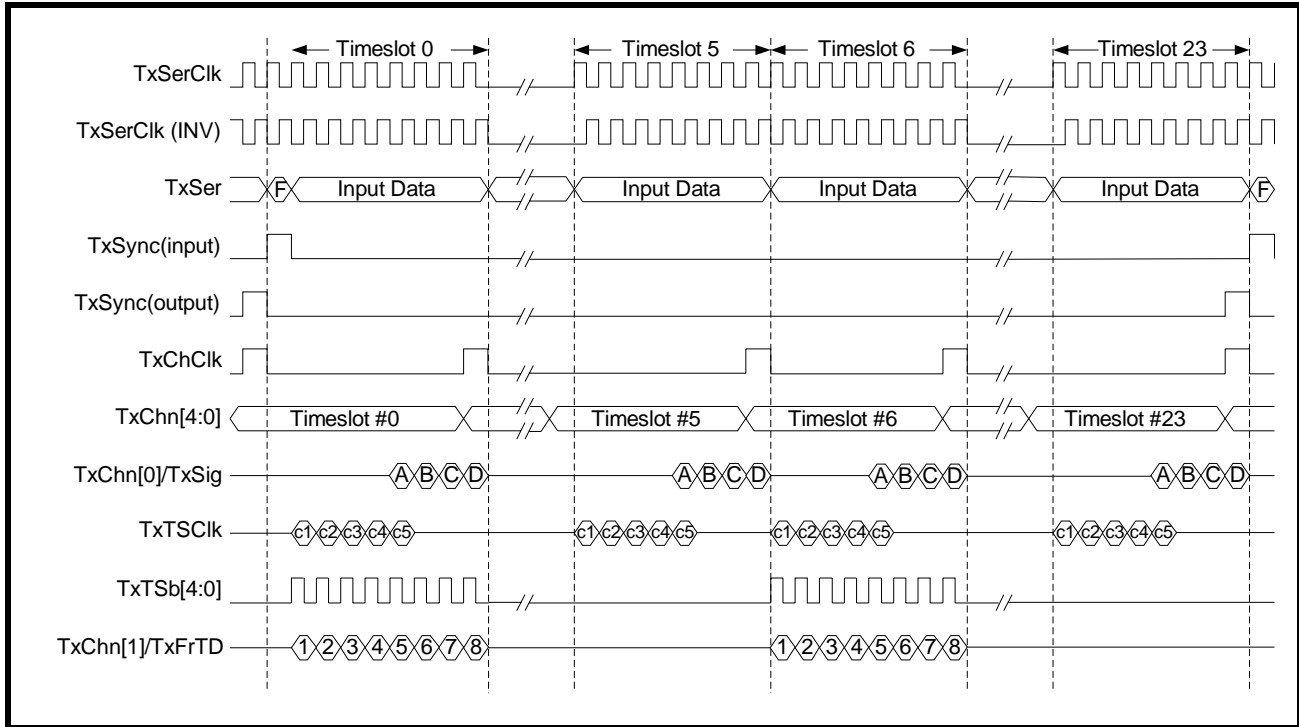 Timeslot 0 Timeslot 5 Timeslot 6 Timeslot 23
TxSerClk
TxSerClk (INV)
TxSer F Input Data Input Data Input Data Input Data F
TxSync(input)
TxSync(output)
TxChClk
TxChn[4:0] Timeslot #0 Timeslot #5 Timeslot #6 Timeslot #23
TxChn[0]/TxSig A B C D A B C D A B C D A B C D
TxTSClk c1 c2 c3 c4 c5 c1 c2 c3 c4 c5 c1 c2 c3 c4 c5 c1 c2 c3 c4 c5
TxTSb[4:0]
TxChn[1]/TxFrTD 1 2 3 4 5 6 7 8 1 2 3 4 5 6 7 8